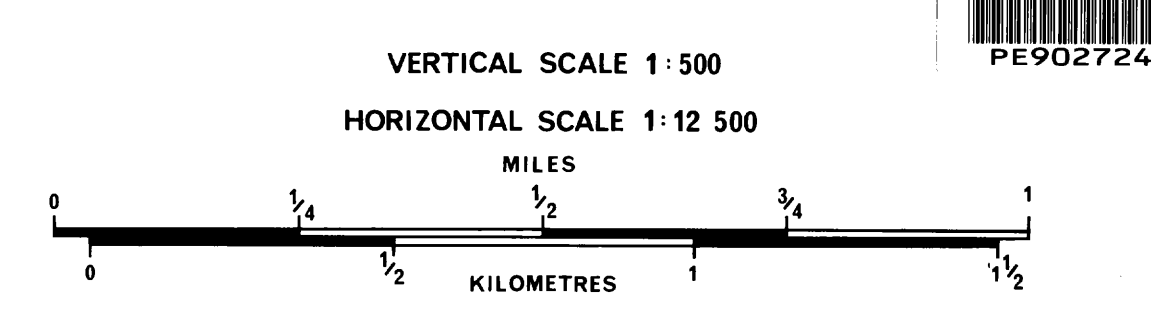 PE902724
VERTICAL SCALE 1:500
HORIZONTAL SCALE 1:12 500
MILES
0 1/4 1/2 3/4 1
0 1/2 1 1 1/2
KILOMETRES